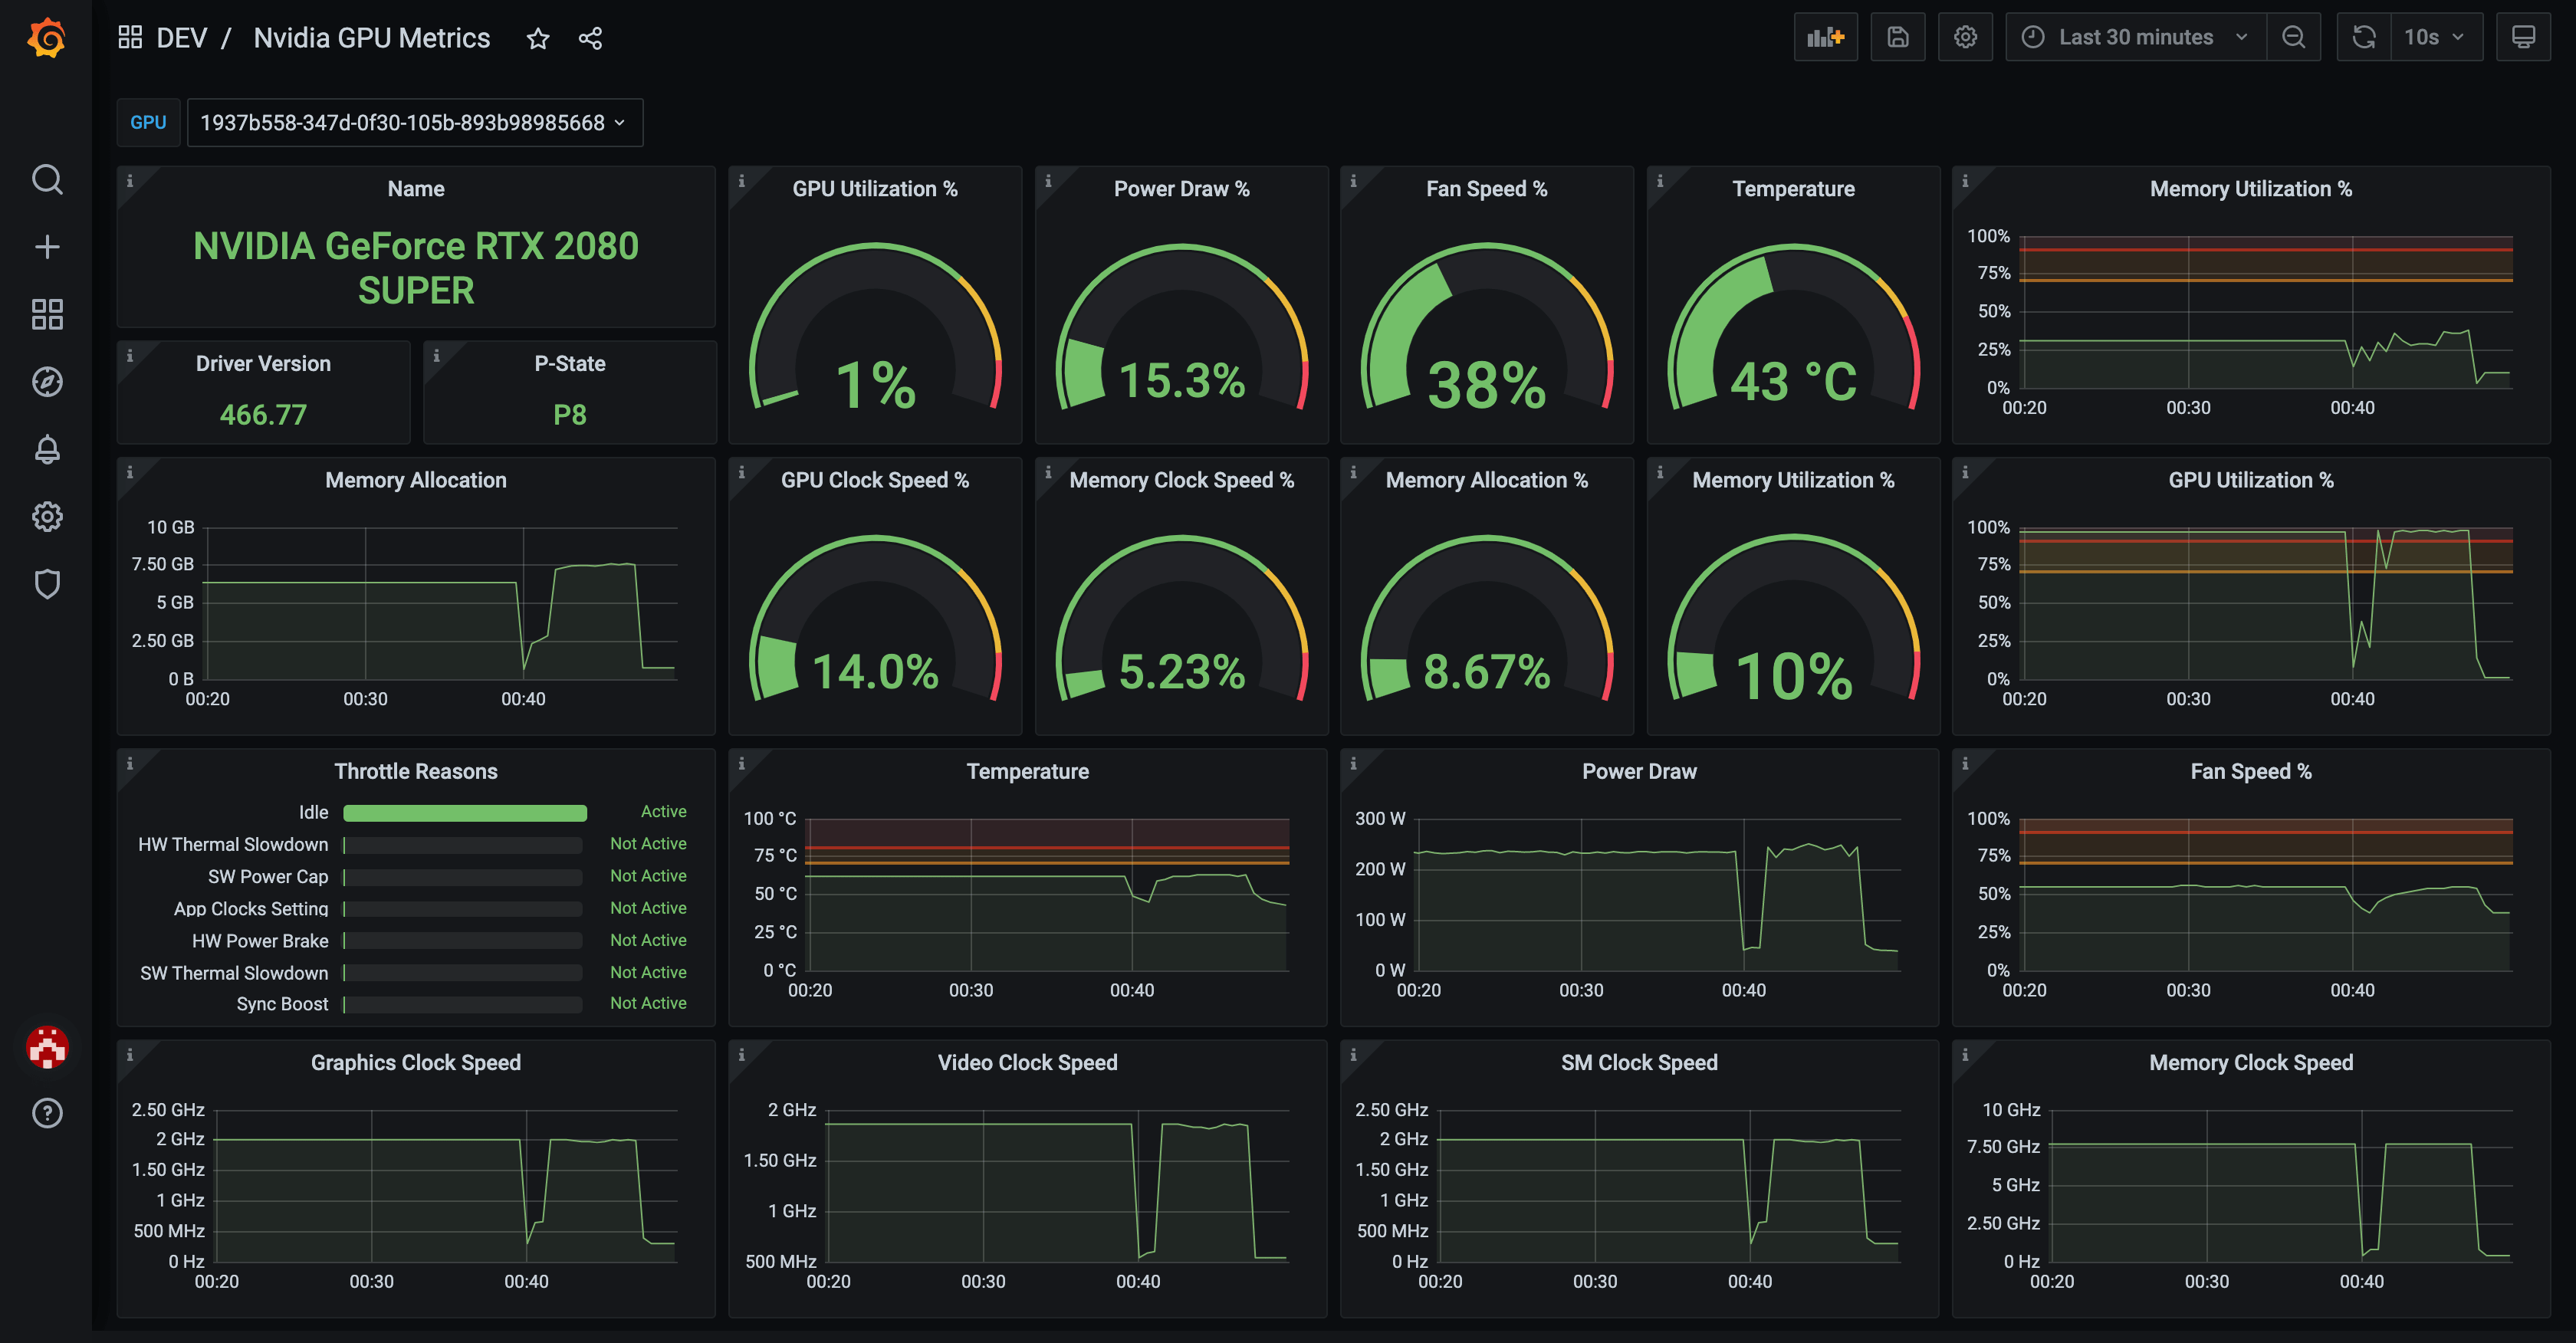 DEV / Nvidia GPU Metrics
Last 30 minutes
10s
GPU
1937b558-347d-0f30-105b-893b98985668
Name
NVIDIA GeForce RTX 2080
SUPER
Driver Version
466.77
P-State
P8
GPU Utilization %
1%
Power Draw %
15.3%
Fan Speed %
38%
Temperature
43 °C
Memory Utilization %
100%
75%
50%
25%
0%
00:20
00:30
00:40
Memory Allocation
10 GB
7.50 GB
5 GB
2.50 GB
0 B
00:20
00:30
00:40
GPU Clock Speed %
14.0%
Memory Clock Speed %
5.23%
Memory Allocation %
8.67%
Memory Utilization %
10%
GPU Utilization %
100%
75%
50%
25%
0%
00:20
00:30
00:40
Throttle Reasons
Idle Active
HW Thermal Slowdown Not Active
SW Power Cap Not Active
App Clocks Setting Not Active
HW Power Brake Not Active
SW Thermal Slowdown Not Active
Sync Boost Not Active
Temperature
100 °C
75 °C
50 °C
25 °C
0 °C
00:20
00:30
00:40
Power Draw
300 W
200 W
100 W
0 W
00:20
00:30
00:40
Fan Speed %
100%
75%
50%
25%
0%
00:20
00:30
00:40
Graphics Clock Speed
2.50 GHz
2 GHz
1.50 GHz
1 GHz
500 MHz
0 Hz
00:20
00:30
00:40
Video Clock Speed
2 GHz
1.50 GHz
1 GHz
500 MHz
00:20
00:30
00:40
SM Clock Speed
2.50 GHz
2 GHz
1.50 GHz
1 GHz
500 MHz
0 Hz
00:20
00:30
00:40
Memory Clock Speed
10 GHz
7.50 GHz
5 GHz
2.50 GHz
0 Hz
00:20
00:30
00:40